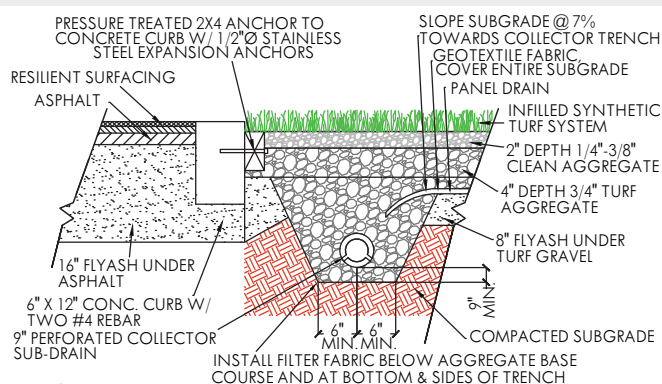 PRESSURE TREATED 2X4 ANCHOR TO
CONCRETE CURB W/ 1/2"Ø STAINLESS
STEEL EXPANSION ANCHORS
RESILIENT SURFACING
ASPHALT
SLOPE SUBGRADE @ 7%
TOWARDS COLLECTOR TRENCH
GEOTEXTILE FABRIC,
COVER ENTIRE SUBGRADE
PANEL DRAIN
INFILLED SYNTHETIC
TURF SYSTEM
2" DEPTH 1/4"-3/8"
CLEAN AGGREGATE
4" DEPTH 3/4" TURF
AGGREGATE
8" FLYASH UNDER
TURF GRAVEL
16" FLYASH UNDER
ASPHALT
6" X 12" CONC. CURB W/
TWO #4 REBAR
9" PERFORATED COLLECTOR
SUB-DRAIN
6" 6"
MIN. MIN.
9"
MIN.
COMPACTED SUBGRADE
INSTALL FILTER FABRIC BELOW AGGREGATE BASE
COURSE AND AT BOTTOM & SIDES OF TRENCH